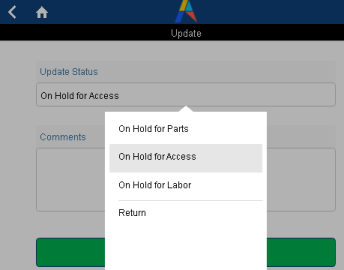 Update
Update Status
On Hold for Access
On Hold for Parts
On Hold for Access
Comments
On Hold for Labor
Return